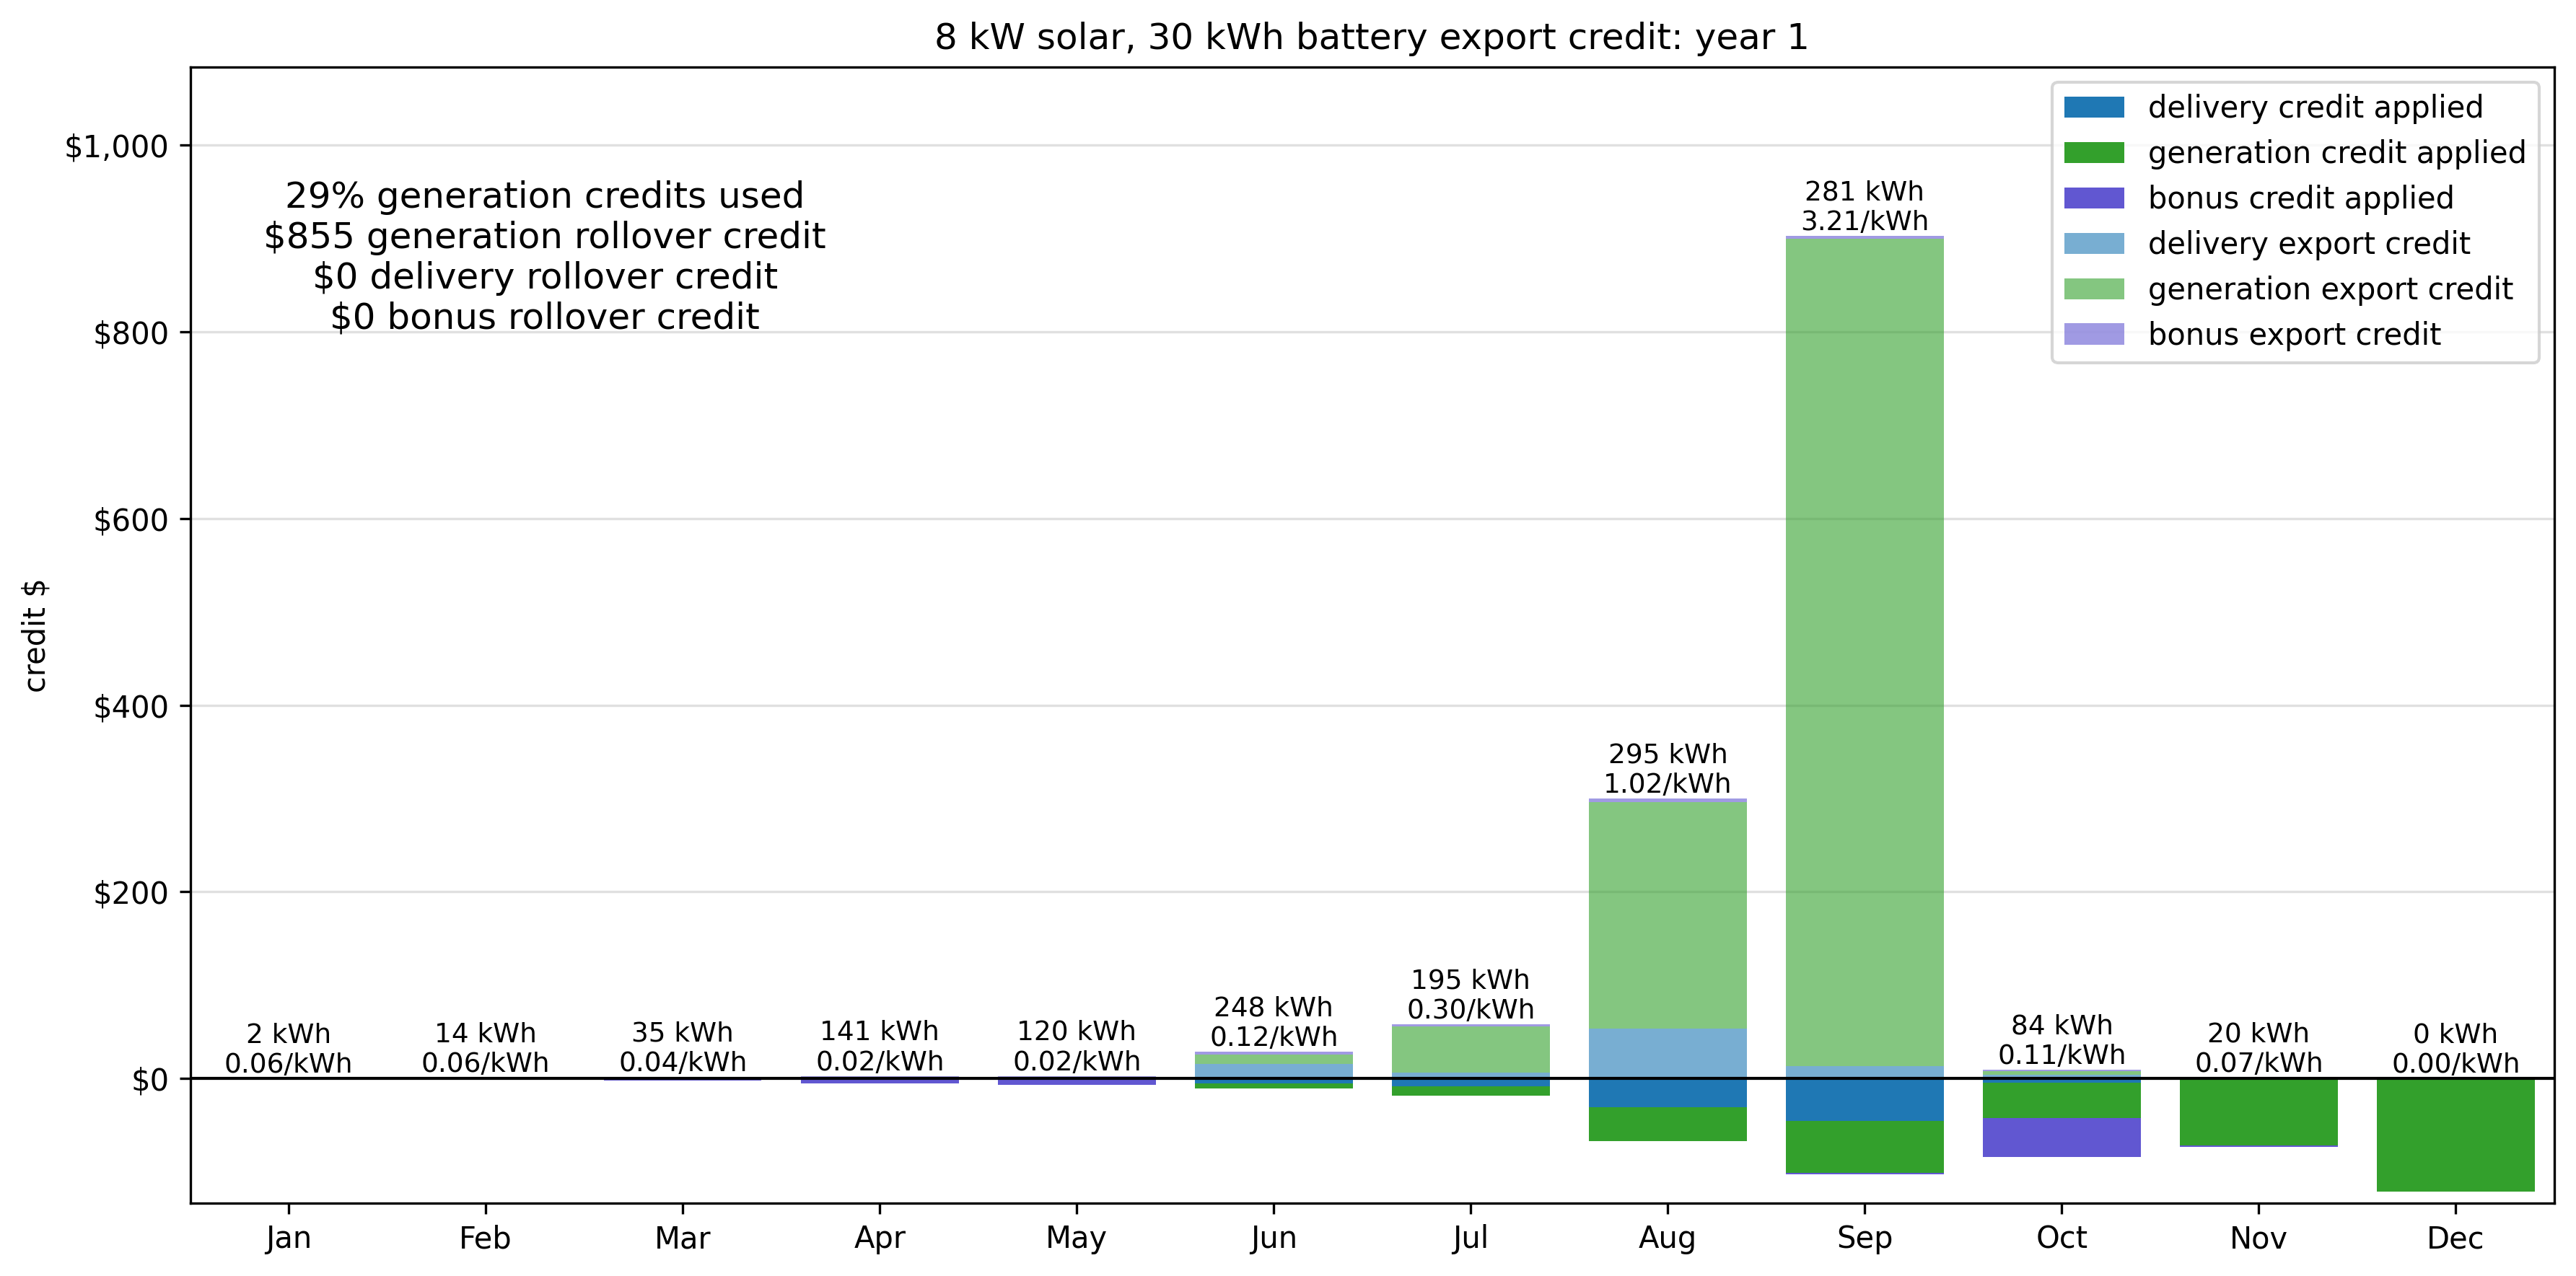 8 kW solar, 30 kWh battery export credit: year 1
credit $
$1,000
$800
$600
$400
$200
$0
29% generation credits used
$855 generation rollover credit
$0 delivery rollover credit
$0 bonus rollover credit
delivery credit applied
generation credit applied
bonus credit applied
delivery export credit
generation export credit
bonus export credit
2 kWh
0.06/kWh
14 kWh
0.06/kWh
35 kWh
0.04/kWh
141 kWh
0.02/kWh
120 kWh
0.02/kWh
248 kWh
0.12/kWh
195 kWh
0.30/kWh
295 kWh
1.02/kWh
281 kWh
3.21/kWh
84 kWh
0.11/kWh
20 kWh
0.07/kWh
0 kWh
0.00/kWh
Jan Feb Mar Apr May Jun Jul Aug Sep Oct Nov Dec